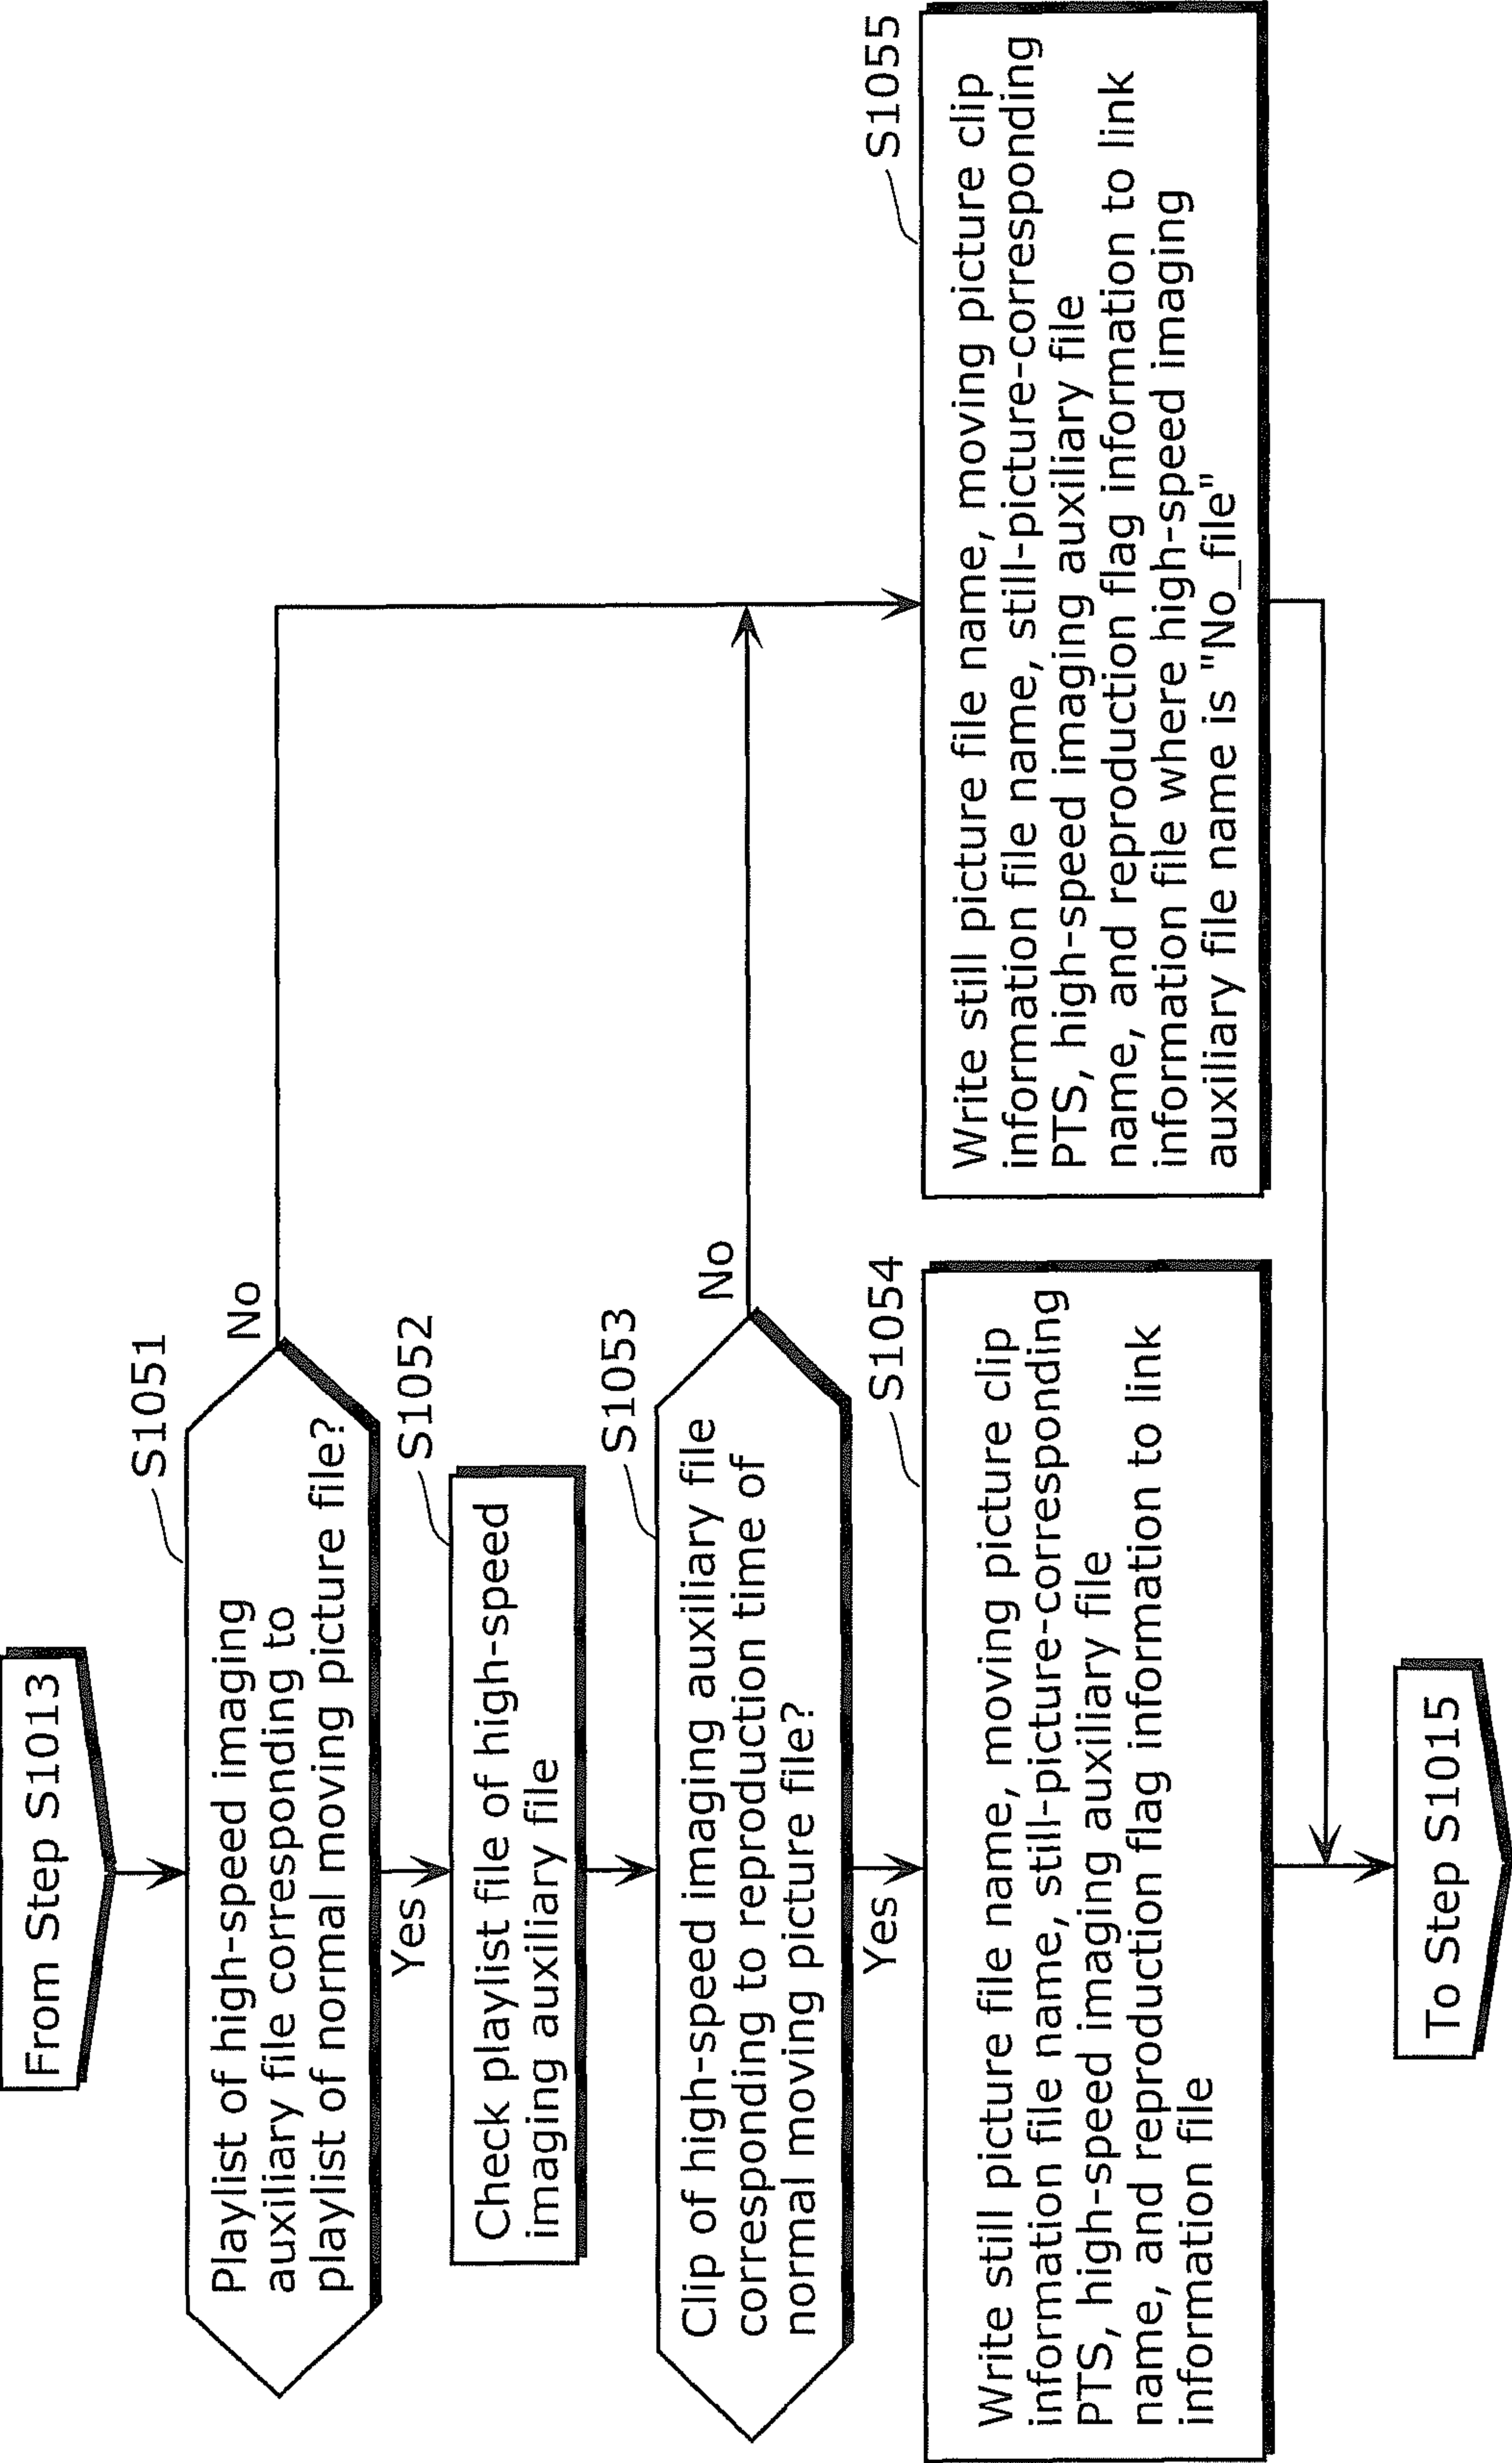 From Step S1013
S1051
Playlist of high-speed imaging
auxiliary file corresponding to
playlist of normal moving picture file?
No
Yes
S1052
Check playlist file of high-speed
imaging auxiliary file
S1053
Clip of high-speed imaging auxiliary file
corresponding to reproduction time of
normal moving picture file?
No
Yes
S1054
Write still picture file name, moving picture clip
information file name, still-picture-corresponding
PTS, high-speed imaging auxiliary file
name, and reproduction flag information to link
information file
S1055
Write still picture file name, moving picture clip
information file name, still-picture-corresponding
PTS, high-speed imaging auxiliary file
name, and reproduction flag information to link
information file where high-speed imaging
auxiliary file name is "No_file"
To Step S1015